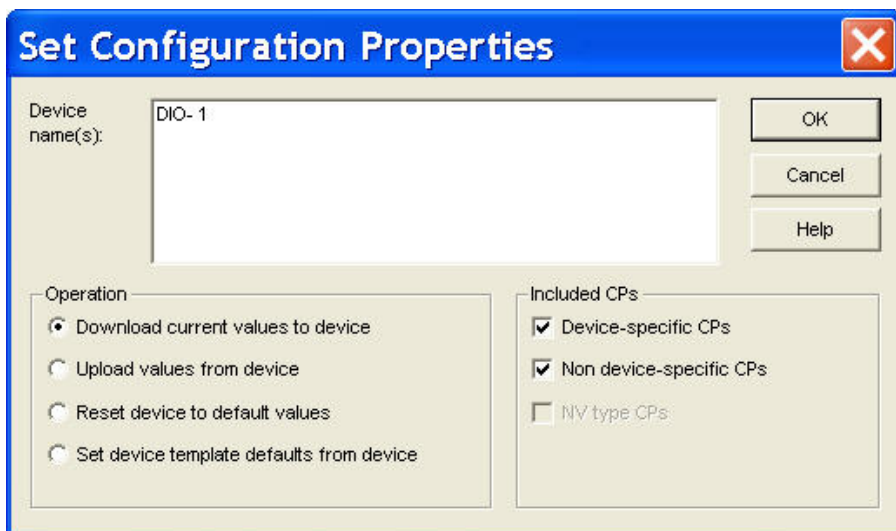 Set Configuration Properties
Device
name(s):
DIO- 1
OK
Cancel
Help
Operation
Download current values to device
Upload values from device
Reset device to default values
Set device template defaults from device
Included CPs
Device-specific CPs
Non device-specific CPs
NV type CPs